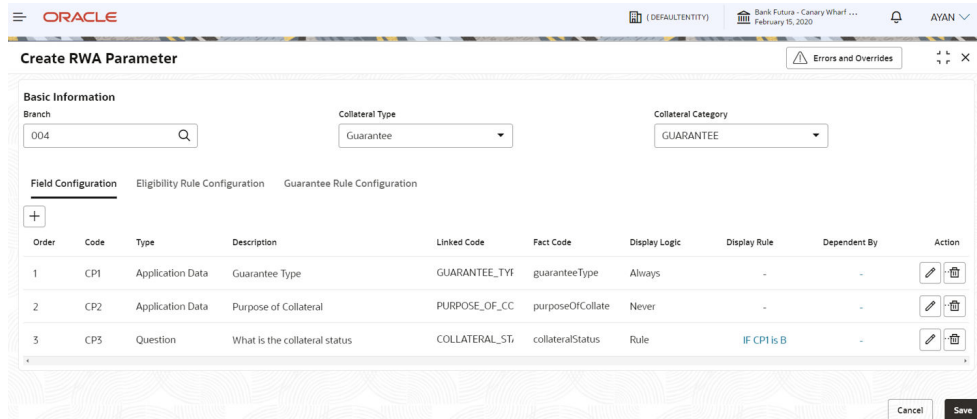 ORACLE
( DEFAULTENTITY)
Bank Futura - Canary Wharf ...
February 15, 2020
AYAN
Create RWA Parameter
Errors and Overrides
Basic Information
Branch Collateral Type Collateral Category
004 Guarantee GUARANTEE
Field Configuration Eligibility Rule Configuration Guarantee Rule Configuration
Order Code Type Description Linked Code Fact Code Display Logic Display Rule Dependent By Action
1 CP1 Application Data Guarantee Type GUARANTEE_TYF guaranteeType Always - -
2 CP2 Application Data Purpose of Collateral PURPOSE_OF_CC purposeOfCollate Never - -
3 CP3 Question What is the collateral status COLLATERAL_ST/ collateralStatus Rule IF CP1 is B -
Cancel Save